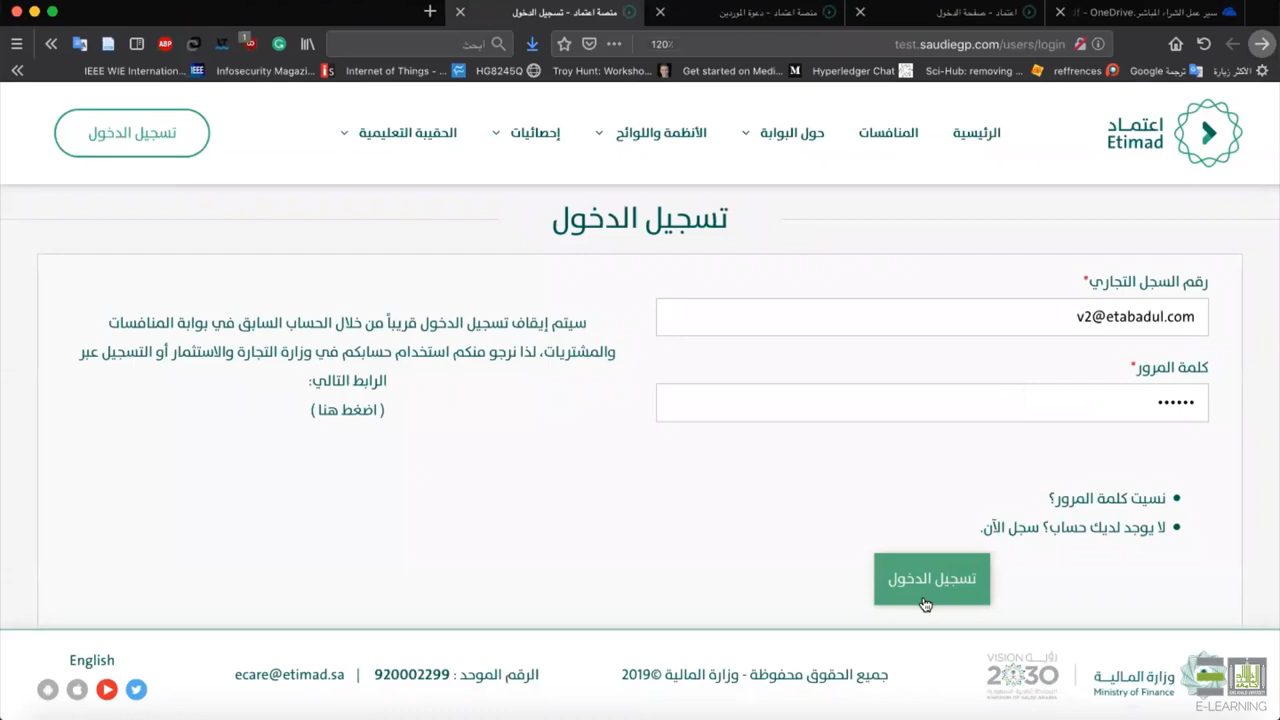 منصة اعتماد - تسجيل الدخول
منصة اعتماد - دعوة الموردين
اعتماد - صفحة الدخول
سير عمل الشراء المباشر.
OneDrive
ابحث
120%
test.saudiegp.com/users/login
IEEE WIE Internation...
IEEE
Infosecurity Magazi...
Internet of Things - ...
HG8245Q
Troy Hunt: Worksho...
Get started on Medi...
Hyperledger Chat
Sci-Hub: removing ...
reffrences
ترجمة Google
الأكثر زيارة
اعتماد
Etimad
الرئيسية
المنافسات
حول البوابة
الأنظمة واللوائح
إحصائيات
الحقيبة التعليمية
تسجيل الدخول
تسجيل الدخول
رقم السجل التجاري*
v2@etabadul.com
كلمة المرور*
••••••
سيتم إيقاف تسجيل الدخول قريباً من خلال الحساب السابق في بوابة المنافسات
والمشتريات، لذا نرجو منكم استخدام حسابكم في وزارة التجارة والاستثمار أو التسجيل عبر
الرابط التالي:
( اضغط هنا )
• نسيت كلمة المرور؟
• لا يوجد لديك حساب؟ سجل الآن.
تسجيل الدخول
وزارة المالية
Ministry of Finance
VISION رؤية
2030
جميع الحقوق محفوظة - وزارة المالية ©2019
الرقم الموحد : 920002299 | ecare@etimad.sa
English
E-LEARNING